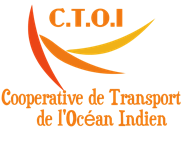 C.T.O.I
Cooperative de Transport
de l'Océan Indien